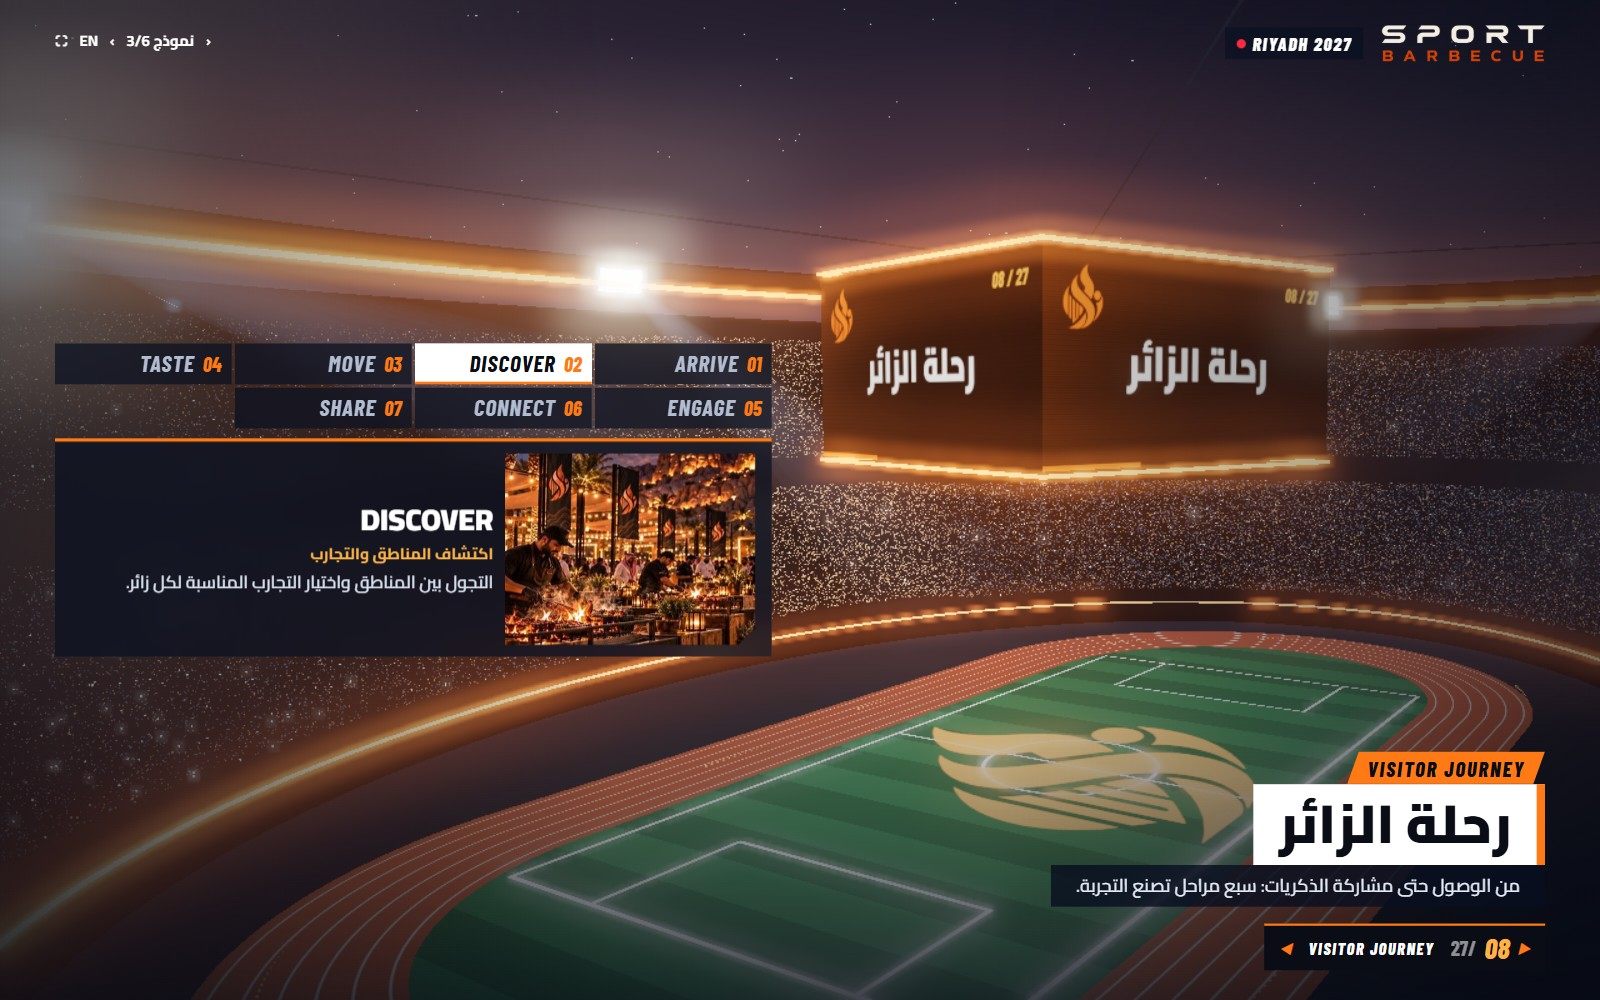 SPORT
BARBECUE
RIYADH 2027
‹ نموذج 3/6 › EN
08 / 27
رحلة الزائر
08 / 27
رحلة الزائر
ARRIVE 01
DISCOVER 02
MOVE 03
TASTE 04
ENGAGE 05
CONNECT 06
SHARE 07
DISCOVER
اكتشاف المناطق والتجارب
التجول بين المناطق واختيار التجارب المناسبة لكل زائر.
VISITOR JOURNEY
رحلة الزائر
من الوصول حتى مشاركة الذكريات: سبع مراحل تصنع التجربة.
08 /27 VISITOR JOURNEY